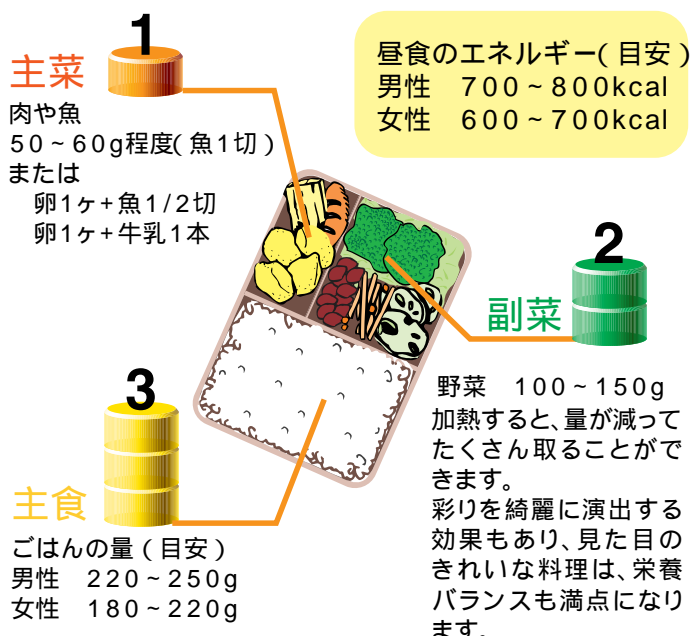 1
主菜
肉や魚
50~60g程度(魚1切)
または
卵1ヶ+魚1/2切
卵1ヶ+牛乳1本
昼食のエネルギー(目安)
男性 700~800kcal
女性 600~700kcal
2
副菜
野菜 100~150g
加熱すると、量が減って
たくさん取ることがで
きます。
彩りを綺麗に演出する
効果もあり、見た目の
きれいな料理は、栄養
バランスも満点になり
ます。
3
主食
ごはんの量(目安)
男性 220~250g
女性 180~220g